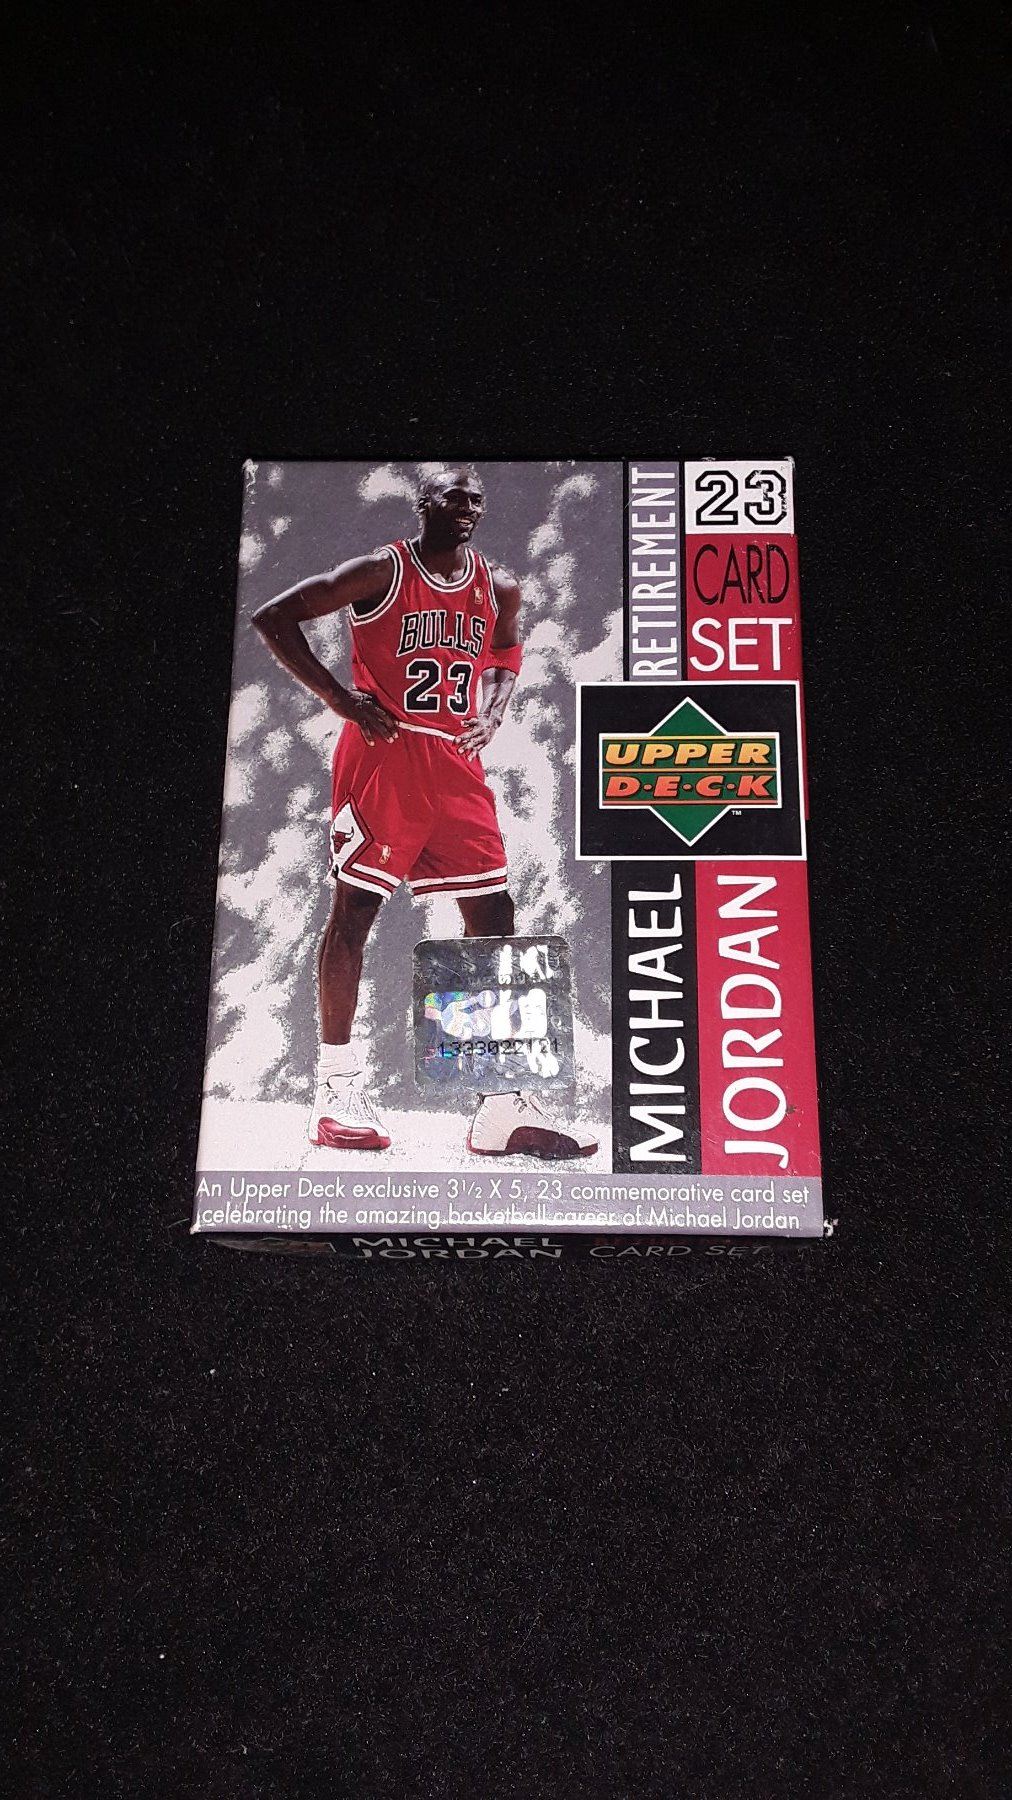 RETIREMENT
23
CARD
SET
BULLS
23
UPPER
D·E·C·K
™
MICHAEL
JORDAN
An Upper Deck exclusive 3½ X 5, 23 commemorative card set
celebrating the amazing basketball career of Michael Jordan
MICHAEL
JORDAN
CARD SET